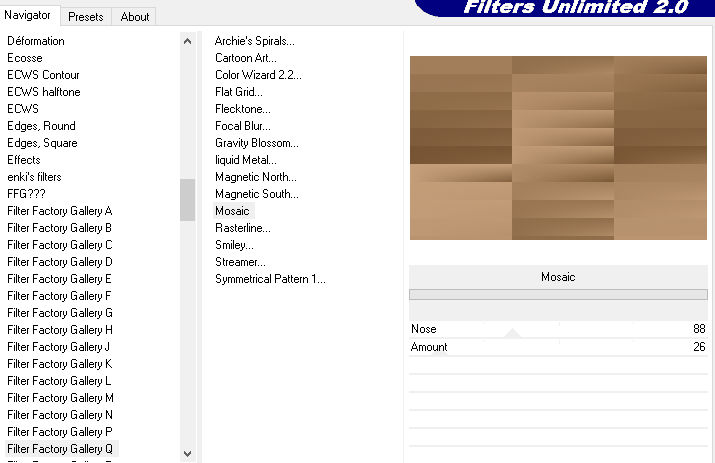 Filters Unlimited 2.0
Navigator
Presets
About
Déformation
Ecosse
ECWS Contour
ECWS halftone
ECWS
Edges, Round
Edges, Square
Effects
enki's filters
FFG???
Filter Factory Gallery A
Filter Factory Gallery B
Filter Factory Gallery C
Filter Factory Gallery D
Filter Factory Gallery E
Filter Factory Gallery F
Filter Factory Gallery G
Filter Factory Gallery H
Filter Factory Gallery J
Filter Factory Gallery K
Filter Factory Gallery L
Filter Factory Gallery M
Filter Factory Gallery N
Filter Factory Gallery P
Filter Factory Gallery Q
Archie's Spirals...
Cartoon Art...
Color Wizard 2.2...
Flat Grid...
Flecktone...
Focal Blur...
Gravity Blossom...
liquid Metal...
Magnetic North...
Magnetic South...
Mosaic
Rasterline...
Smiley...
Streamer...
Symmetrical Pattern 1...
Mosaic
Nose 88
Amount 26